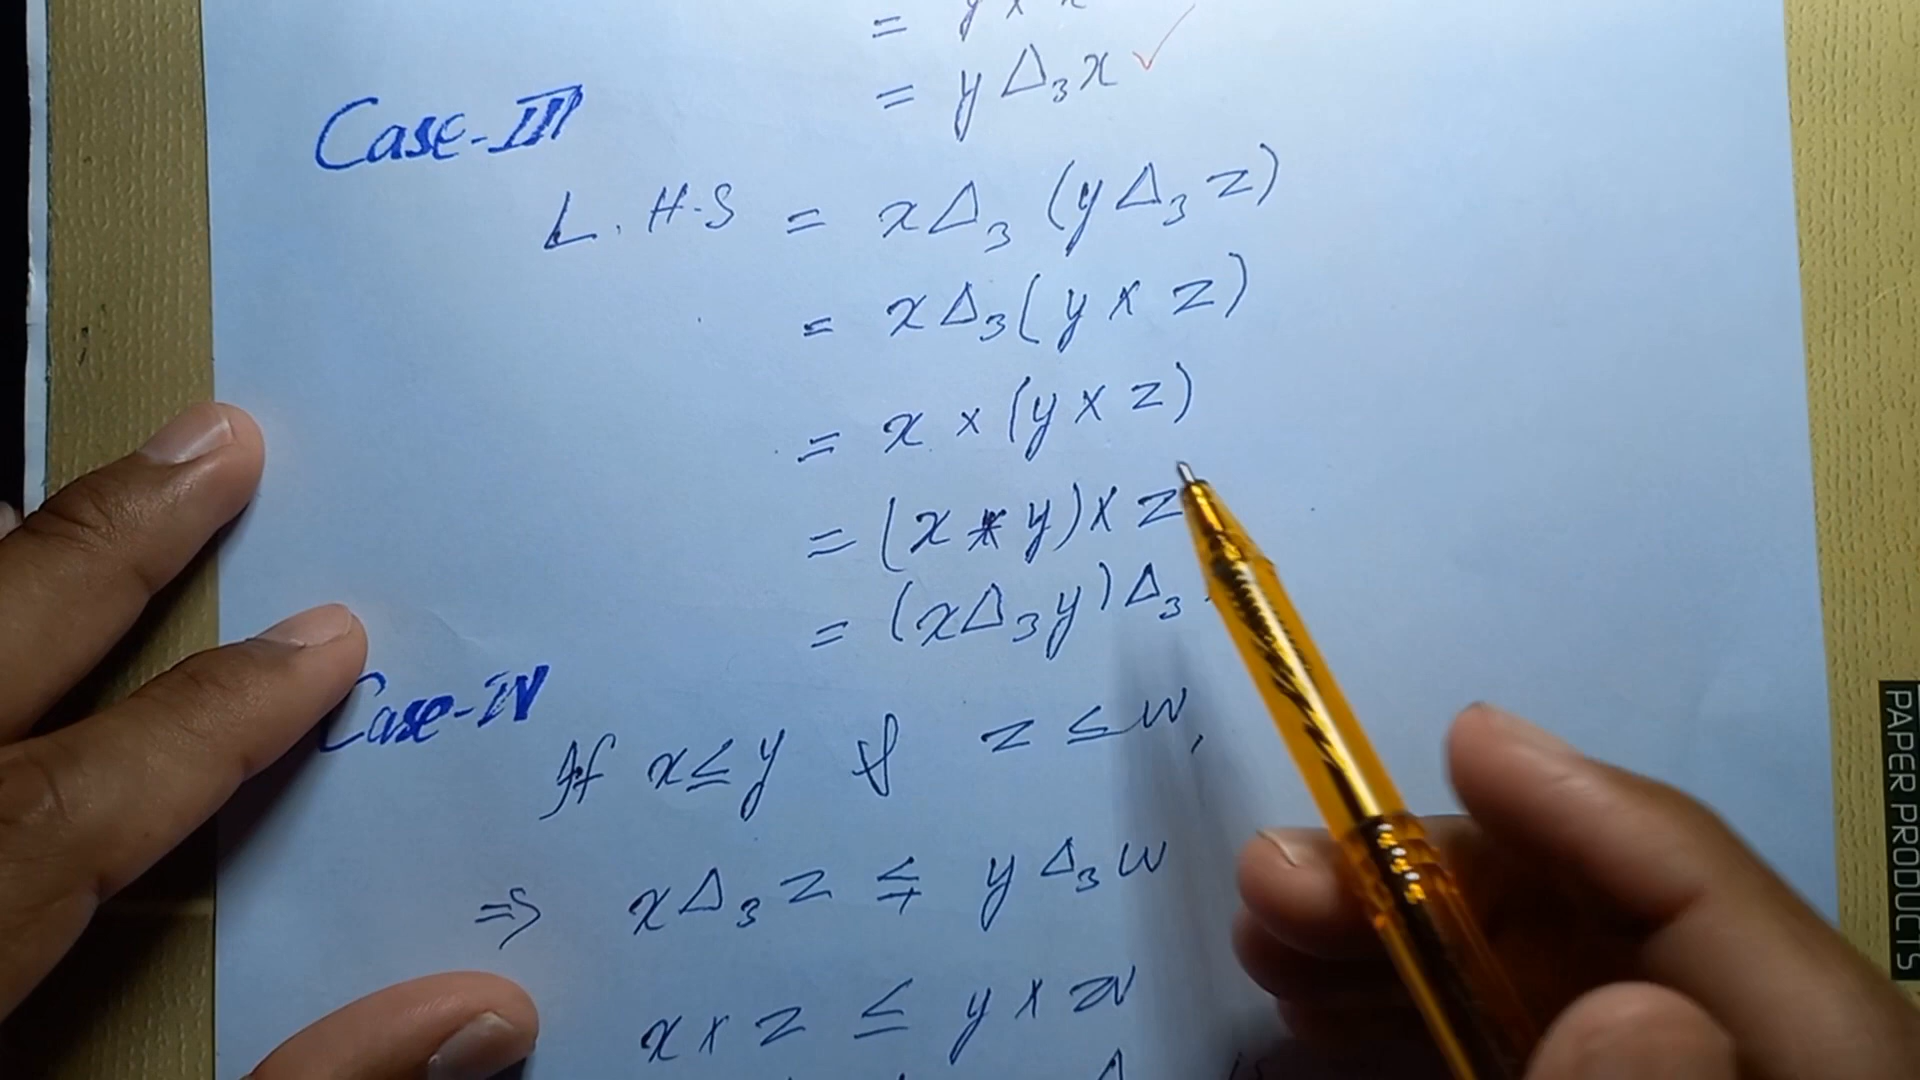 = y Δ₃ x ✓
Case-III
L.H-S = x Δ₃ (y Δ₃ z)
= x Δ₃ (y × z)
= x × (y × z)
= (x * y) × z
= (x Δ₃ y) Δ₃
Case-IV
If x ≤ y & z ≤ w,
⇒ x Δ₃ z ≤ y Δ₃ w
x × z ≤ y × w
PAPER PRODUCTS